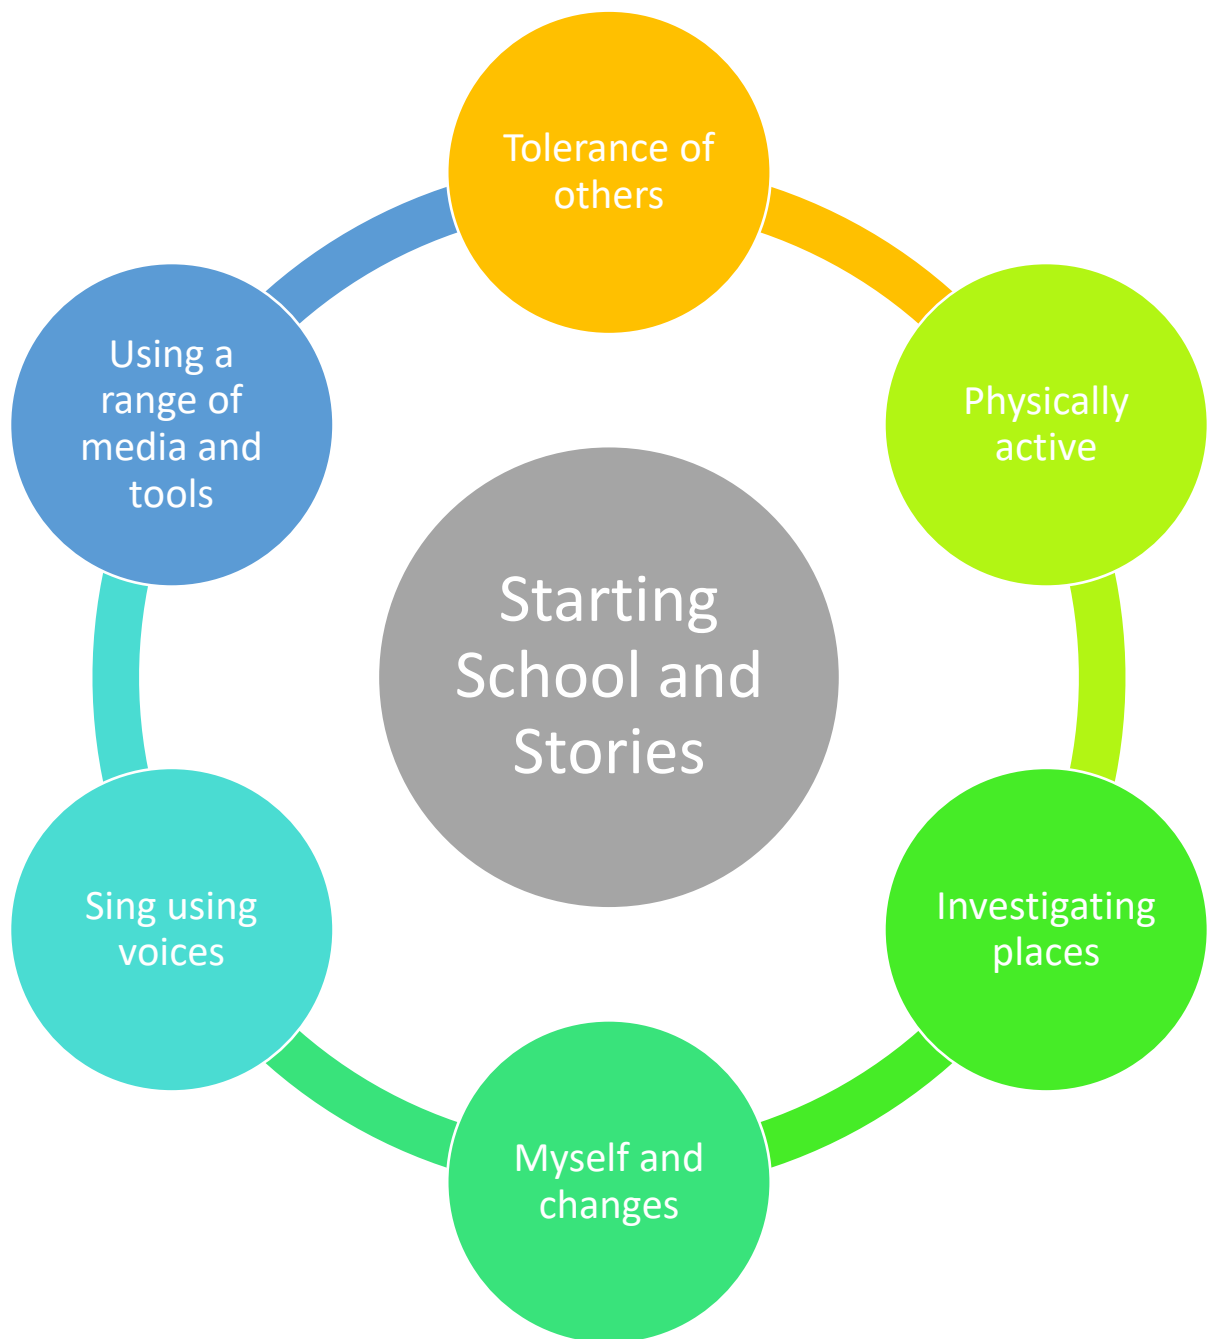 Tolerance of
others
Physically
active
Investigating
places
Myself and
changes
Sing using
voices
Using a
range of
media and
tools
Starting
School and
Stories